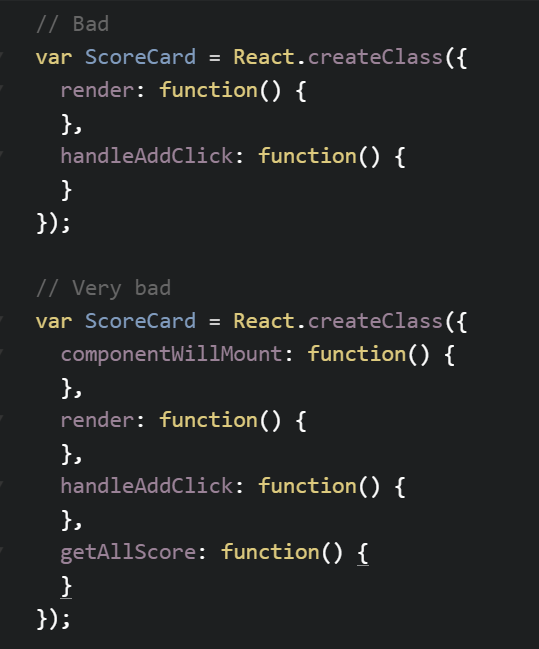 // Bad
var ScoreCard = React.createClass({
  render: function() {
  },
  handleAddClick: function() {
  }
});

// Very bad
var ScoreCard = React.createClass({
  componentWillMount: function() {
  },
  render: function() {
  },
  handleAddClick: function() {
  },
  getAllScore: function() {
  }
});